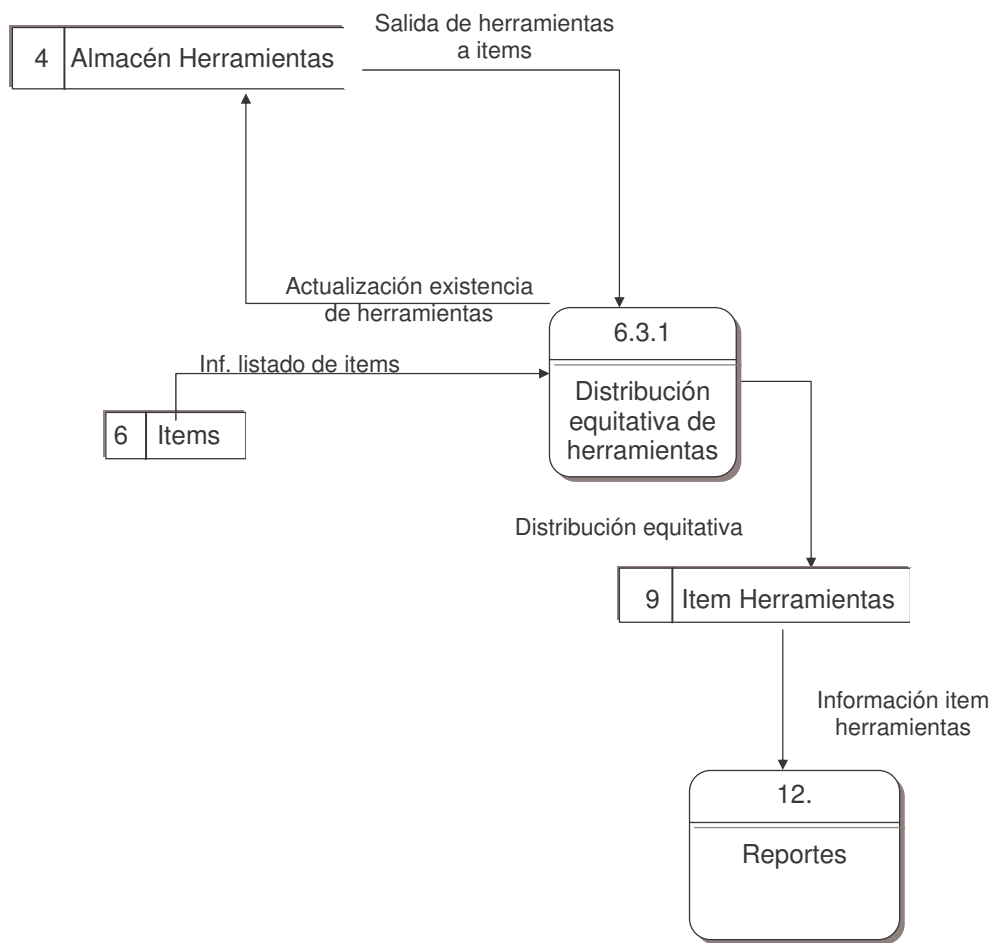 Salida de herramientas
a items
4 Almacén Herramientas
Actualización existencia
de herramientas
6.3.1
Inf. listado de items
Distribución
equitativa de
herramientas
6 Items
Distribución equitativa
9 Item Herramientas
Información item
herramientas
12.
Reportes